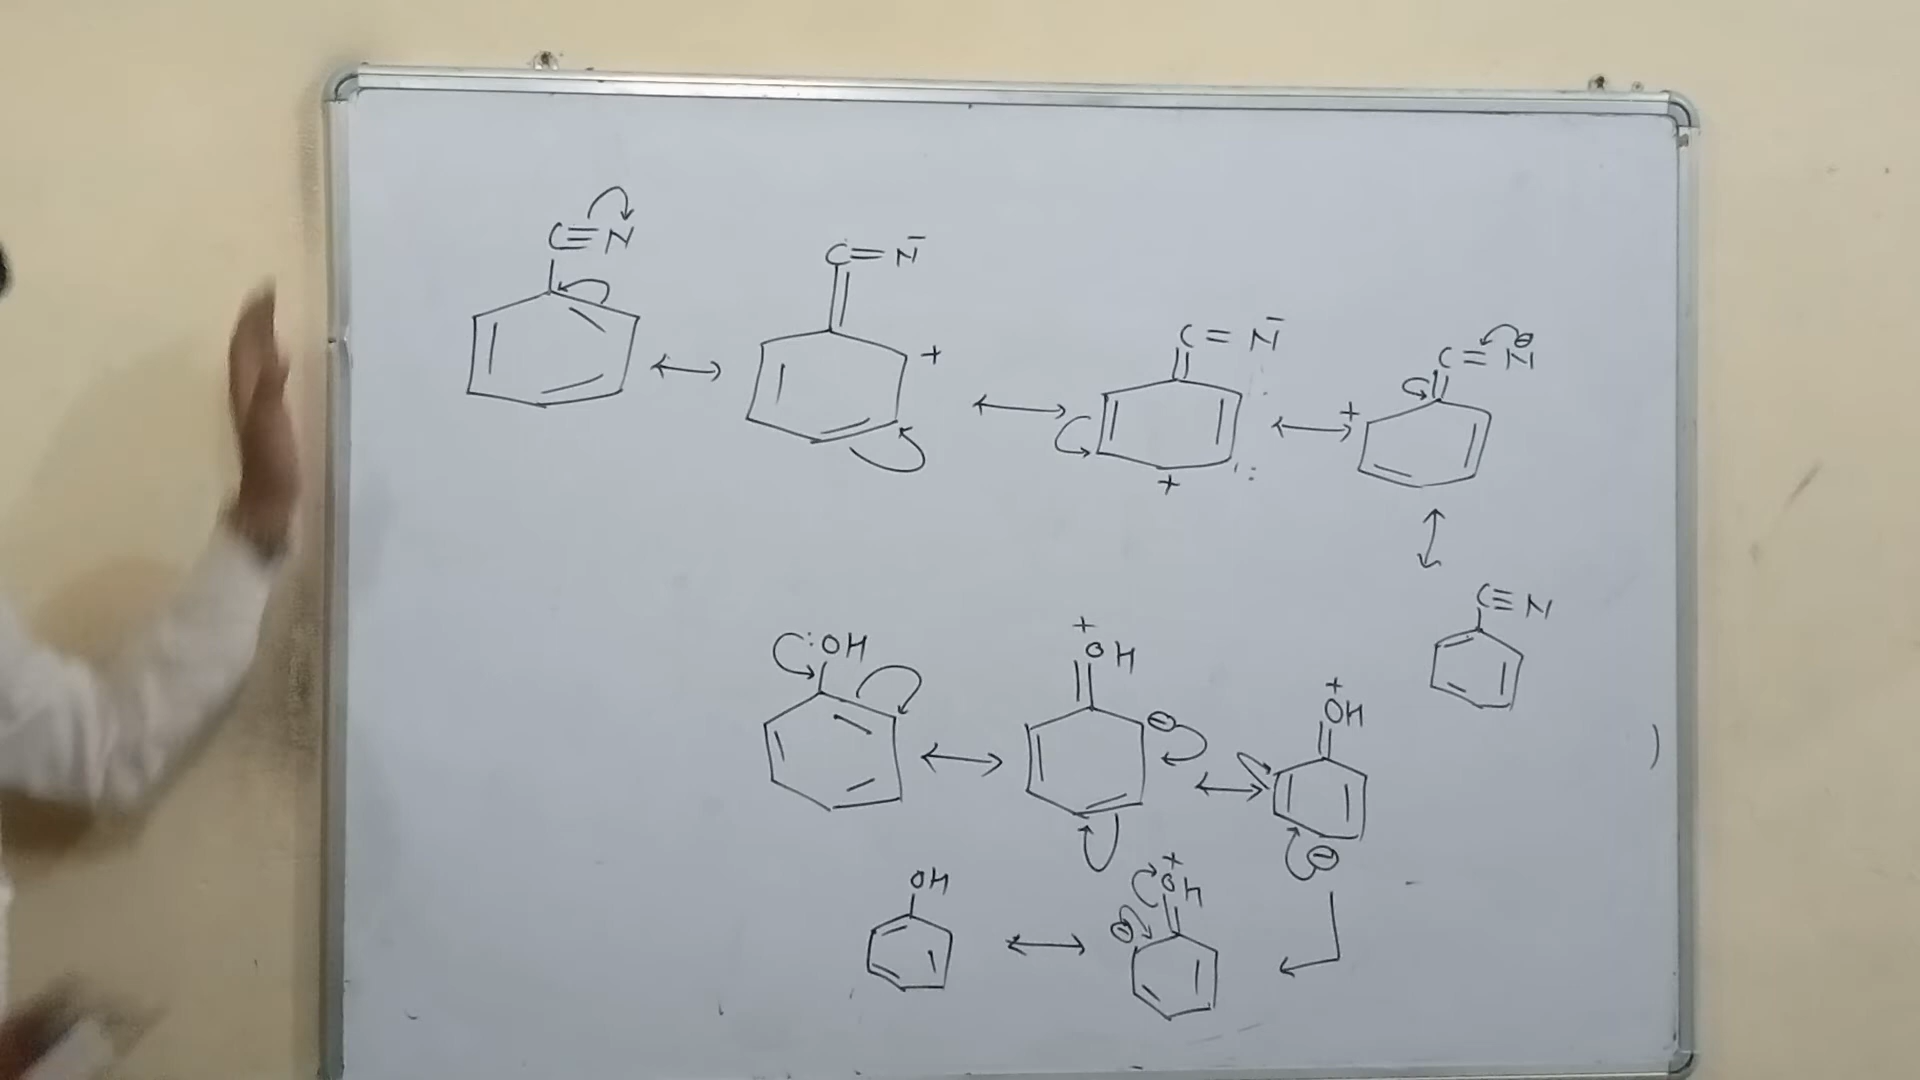 C≡N
C=N̄
+
C=N̄
+
C=N⊖
+
C≡N
:OH
+
OH
⊖
+
OH
⊖
OH
+
OH
⊖